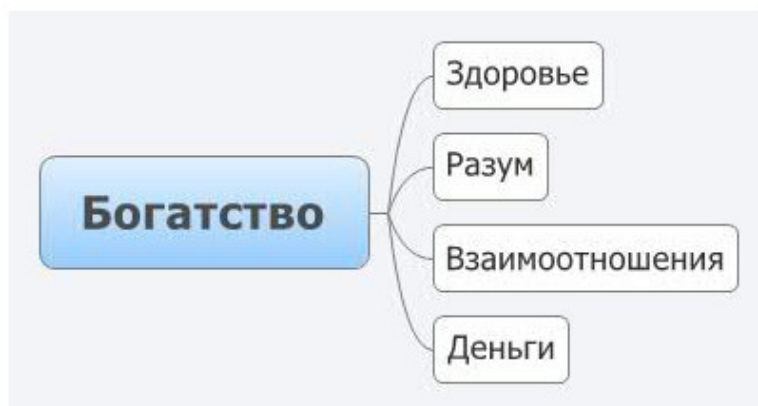 Богатство
Здоровье
Разум
Взаимоотношения
Деньги